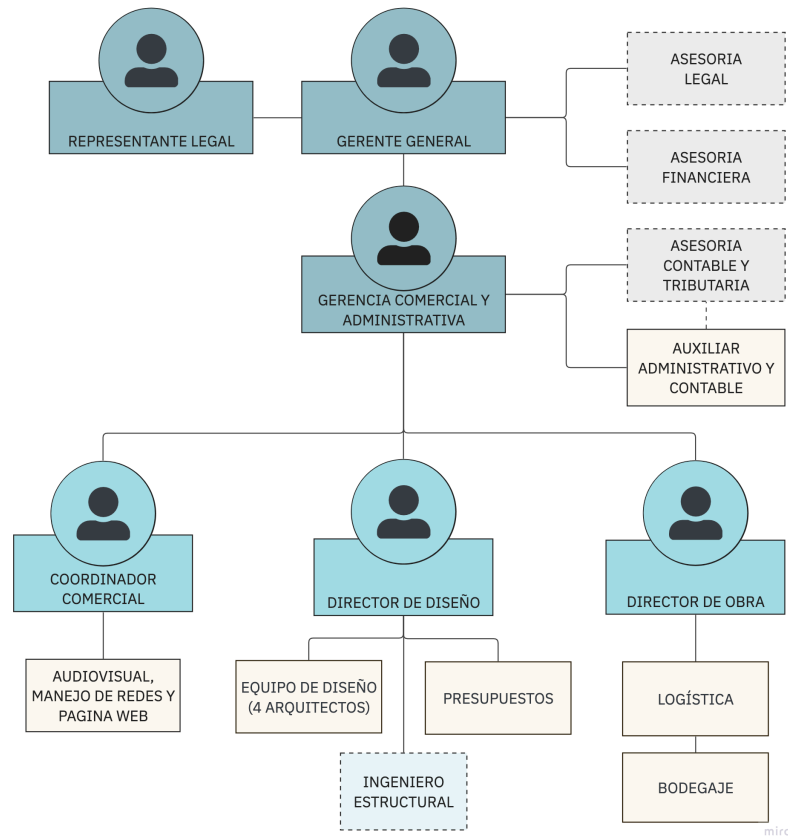 REPRESENTANTE LEGAL
GERENTE GENERAL
ASESORIA
LEGAL
ASESORIA
FINANCIERA
GERENCIA COMERCIAL Y
ADMINISTRATIVA
ASESORIA
CONTABLE Y
TRIBUTARIA
AUXILIAR
ADMINISTRATIVO Y
CONTABLE
COORDINADOR
COMERCIAL
DIRECTOR DE DISEÑO
DIRECTOR DE OBRA
AUDIOVISUAL,
MANEJO DE REDES Y
PAGINA WEB
EQUIPO DE DISEÑO
(4 ARQUITECTOS)
PRESUPUESTOS
LOGÍSTICA
INGENIERO
ESTRUCTURAL
BODEGAJE
miro